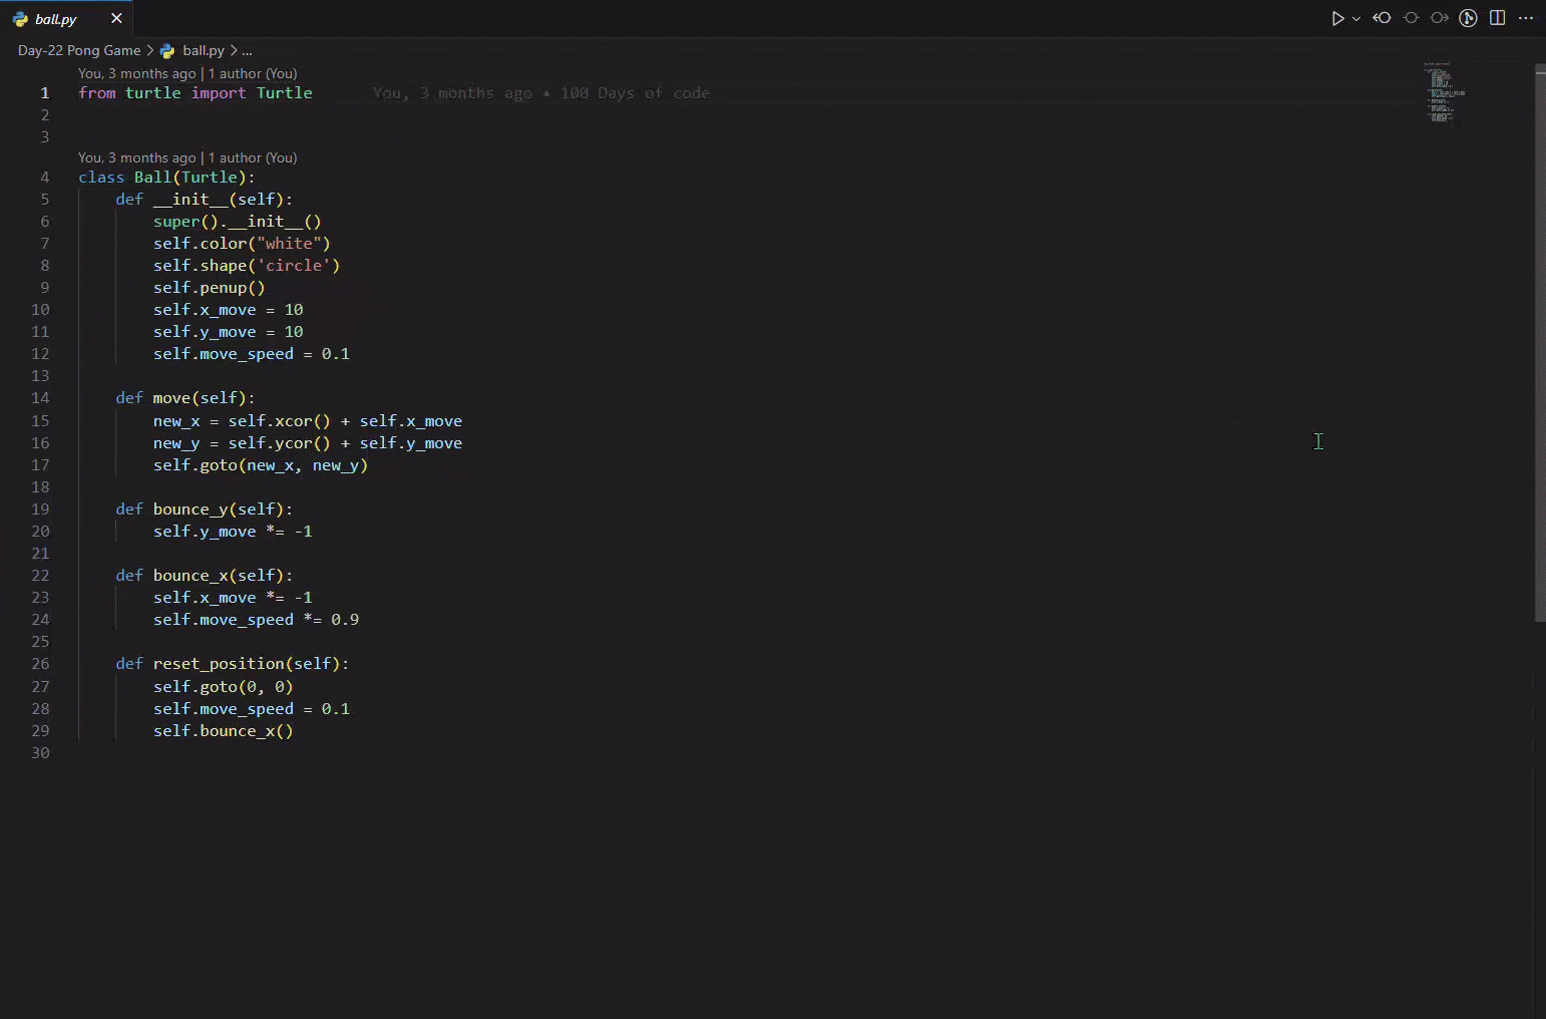 ball.py
Day-22 Pong Game > ball.py > ...
You, 3 months ago | 1 author (You)
1 from turtle import Turtle You, 3 months ago • 100 Days of code
2
3
You, 3 months ago | 1 author (You)
4 class Ball(Turtle):
5 def __init__(self):
6 super().__init__()
7 self.color("white")
8 self.shape('circle')
9 self.penup()
10 self.x_move = 10
11 self.y_move = 10
12 self.move_speed = 0.1
13
14 def move(self):
15 new_x = self.xcor() + self.x_move
16 new_y = self.ycor() + self.y_move
17 self.goto(new_x, new_y)
18
19 def bounce_y(self):
20 self.y_move *= -1
21
22 def bounce_x(self):
23 self.x_move *= -1
24 self.move_speed *= 0.9
25
26 def reset_position(self):
27 self.goto(0, 0)
28 self.move_speed = 0.1
29 self.bounce_x()
30